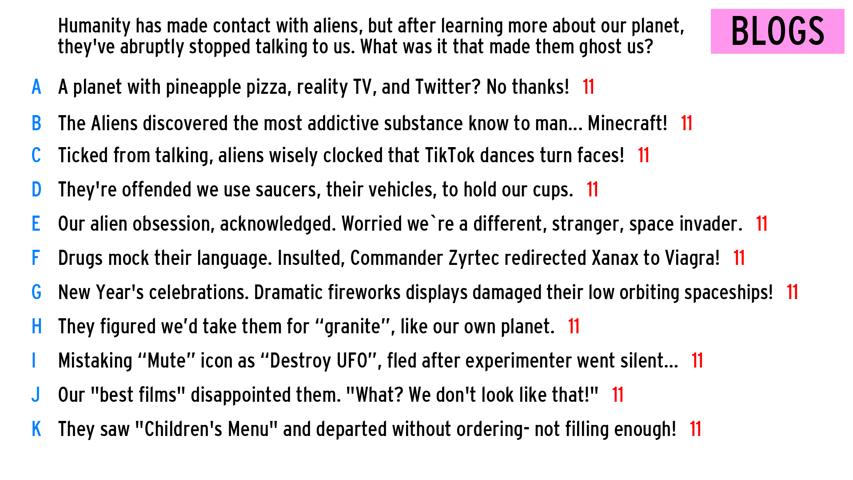 Humanity has made contact with aliens, but after learning more about our planet,
they've abruptly stopped talking to us. What was it that made them ghost us?
BLOGS
A A planet with pineapple pizza, reality TV, and Twitter? No thanks! 11
B The Aliens discovered the most addictive substance know to man... Minecraft! 11
C Ticked from talking, aliens wisely clocked that TikTok dances turn faces! 11
D They're offended we use saucers, their vehicles, to hold our cups. 11
E Our alien obsession, acknowledged. Worried we`re a different, stranger, space invader. 11
F Drugs mock their language. Insulted, Commander Zyrtec redirected Xanax to Viagra! 11
G New Year's celebrations. Dramatic fireworks displays damaged their low orbiting spaceships! 11
H They figured we’d take them for “granite”, like our own planet. 11
I Mistaking “Mute” icon as “Destroy UFO”, fled after experimenter went silent... 11
J Our "best films" disappointed them. "What? We don't look like that!" 11
K They saw "Children's Menu" and departed without ordering- not filling enough! 11